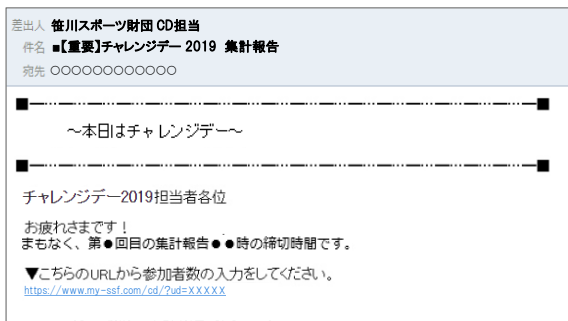 差出人 笹川スポーツ財団 CD担当
件名 ■【重要】チャレンジデー 2019 集計報告
宛先 ○○○○○○○○○○○○
■―…―…―…―…―…―…―…―…―…―…―…―…―■
～本日はチャレンジデー～
■―…―…―…―…―…―…―…―…―…―…―…―…―■
チャレンジデー2019担当者各位
お疲れさまです！
まもなく、第●回目の集計報告●●時の締切時間です。
▼こちらのURLから参加者数の入力をしてください。
https://www.my-ssf.com/cd/?ud=XXXXX